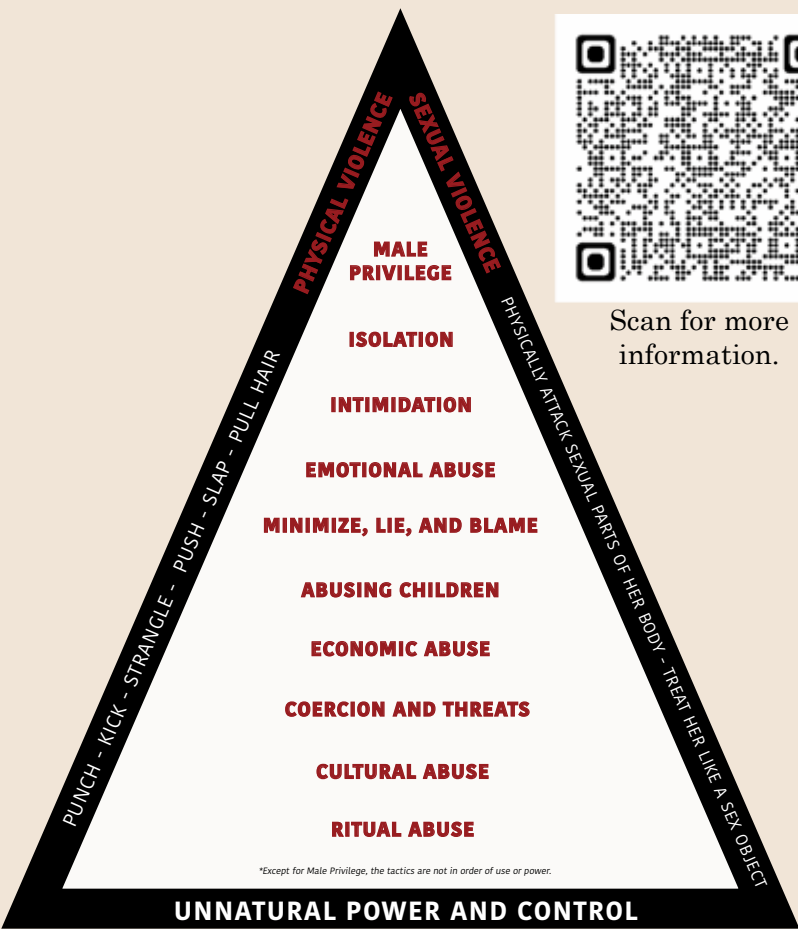 PHYSICAL VIOLENCE
SEXUAL VIOLENCE
MALE
PRIVILEGE
Scan for more
information.
ISOLATION
INTIMIDATION
EMOTIONAL ABUSE
MINIMIZE, LIE, AND BLAME
ABUSING CHILDREN
ECONOMIC ABUSE
COERCION AND THREATS
CULTURAL ABUSE
RITUAL ABUSE
PUNCH - KICK - STRANGLE - PUSH - SLAP - PULL HAIR
PHYSICALLY ATTACK SEXUAL PARTS OF HER BODY - TREAT HER LIKE A SEX OBJECT
*Except for Male Privilege, the tactics are not in order of use or power.
UNNATURAL POWER AND CONTROL